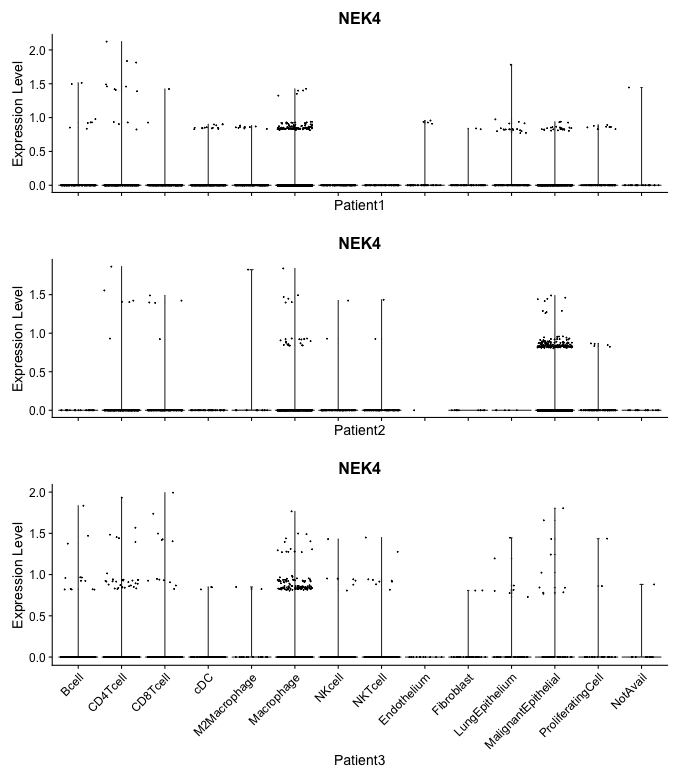 NEK4
Expression Level
2.0
1.5
1.0
0.5
0.0
Patient1
NEK4
Expression Level
1.5
1.0
0.5
0.0
Patient2
NEK4
Expression Level
2.0
1.5
1.0
0.5
0.0
Bcell
CD4Tcell
CD8Tcell
cDC
M2Macrophage
Macrophage
NKcell
NKTcell
Endothelium
Fibroblast
LungEpithelium
MalignantEpithelial
ProliferatingCell
NotAvail
Patient3